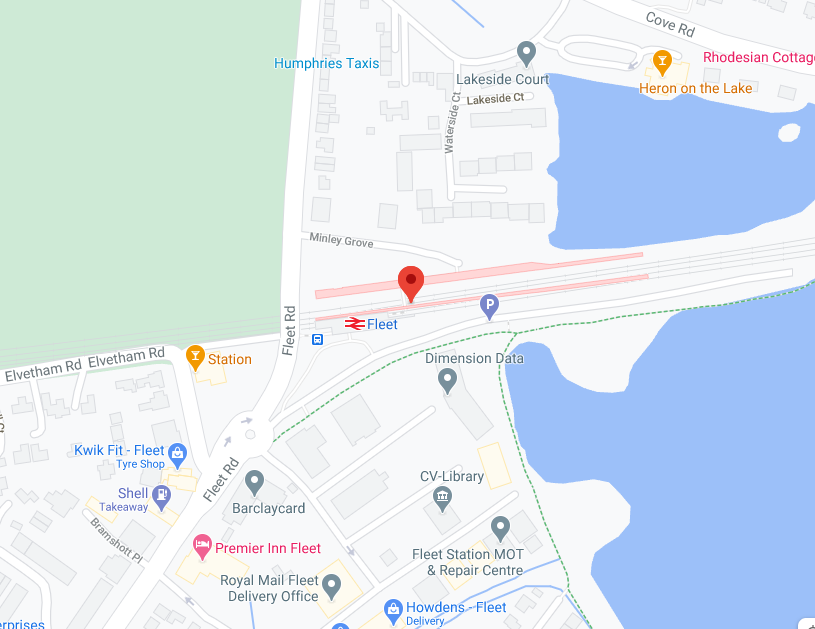 Cove Rd
Humphries Taxis
Rhodesian Cottag
Lakeside Court
Heron on the Lake
Lakeside Ct
Waterside Ct
Minley Grove
P
Fleet
Fleet Rd
Elvetham Rd
Elvetham Rd
Station
Dimension Data
Kwik Fit - Fleet
Tyre Shop
Fleet Rd
CV-Library
Shell
Takeaway
Barclaycard
Bramshott Pl
Premier Inn Fleet
Fleet Station MOT
& Repair Centre
Royal Mail Fleet
Delivery Office
Howdens - Fleet
Delivery
erprises